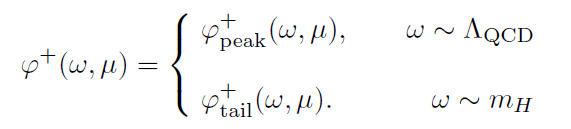 φ⁺(ω, μ) = { φ⁺_peak(ω, μ), ω ∼ Λ_QCD
φ⁺_tail(ω, μ). ω ∼ m_H